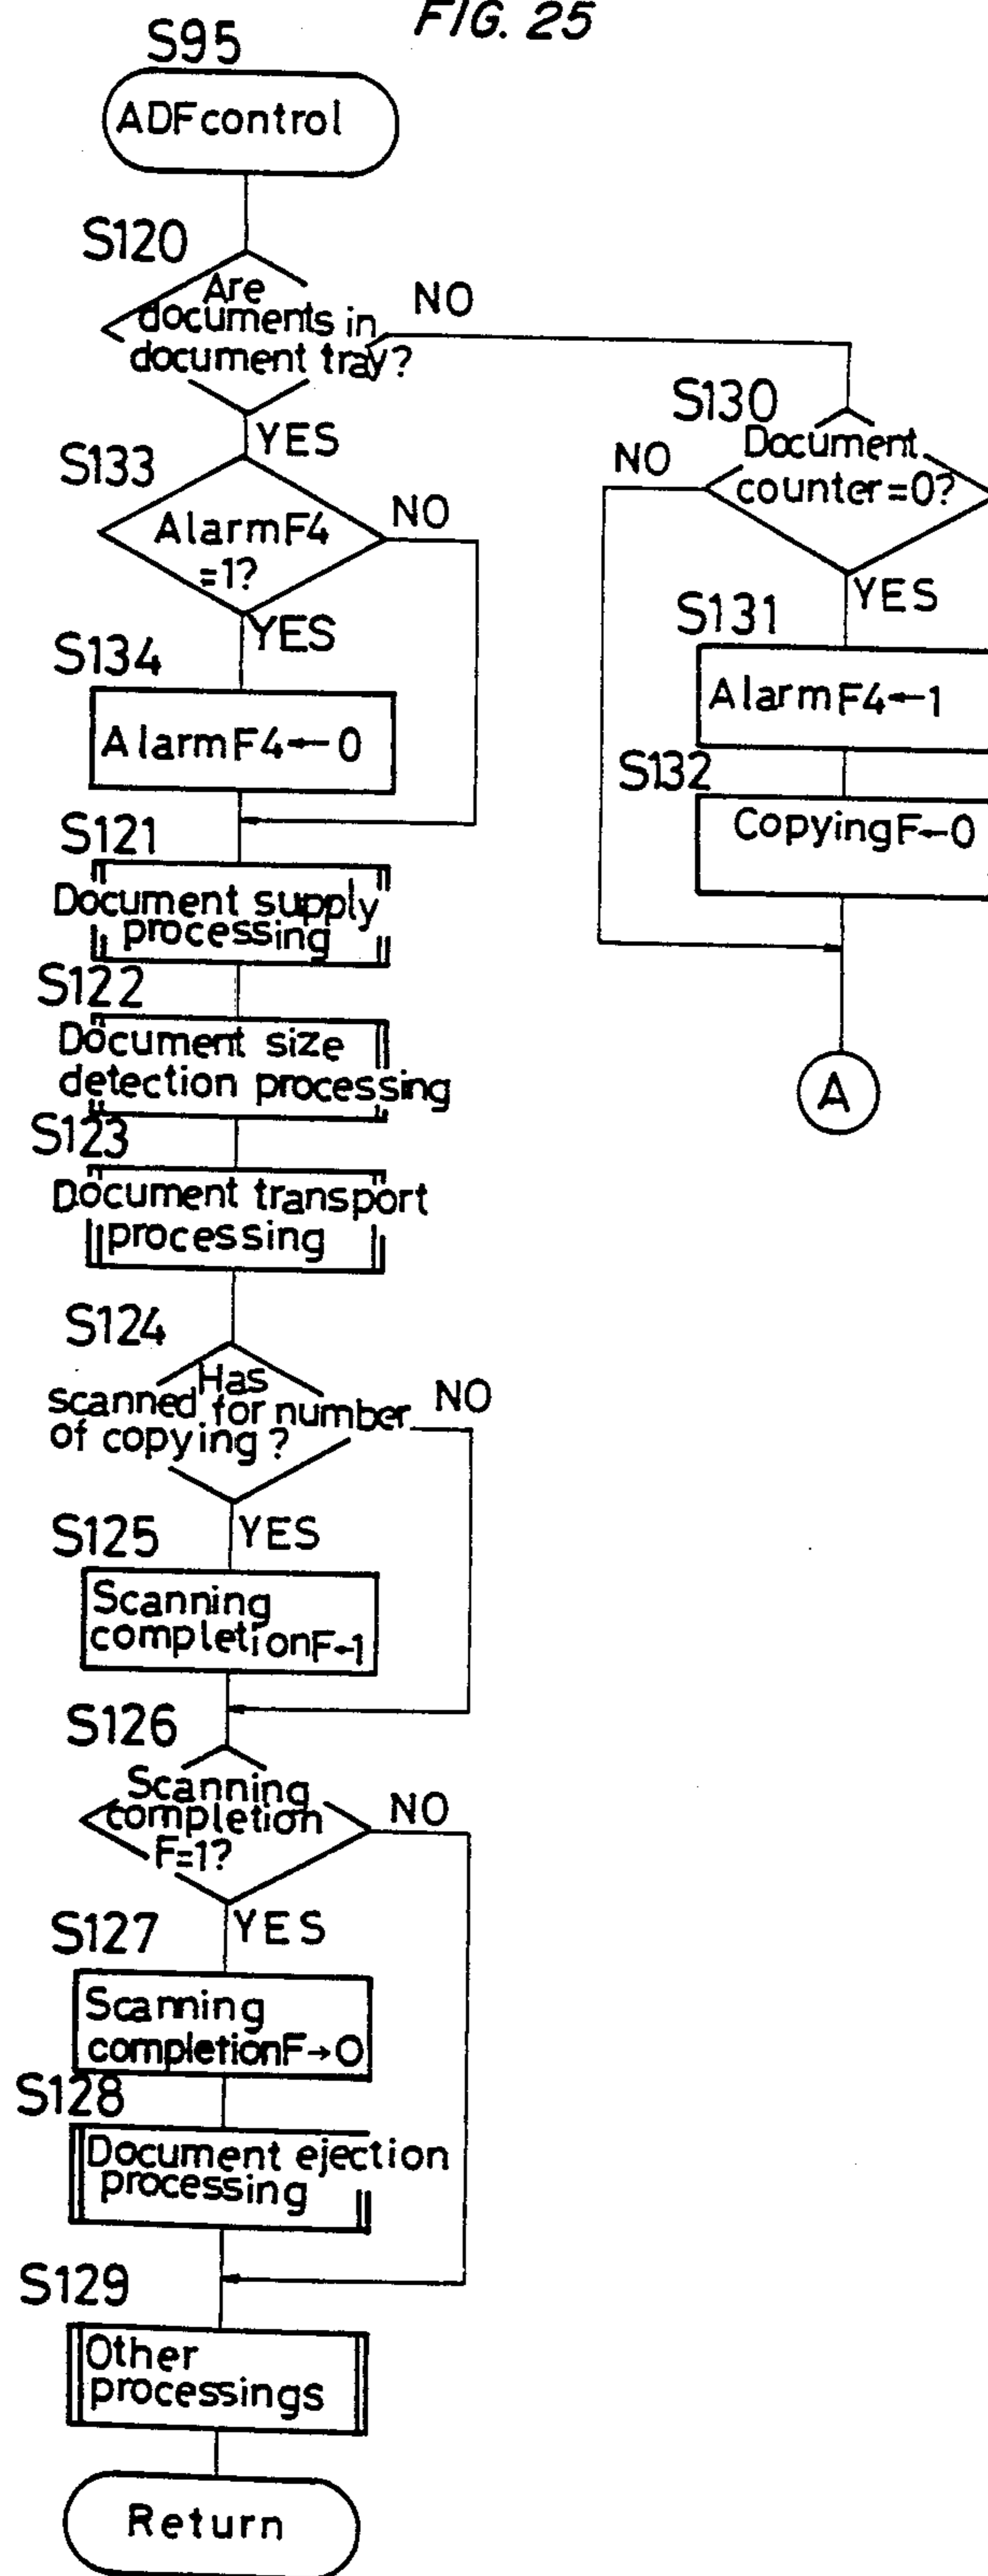 FIG. 25
S95
ADFcontrol
S120
Are
documents in
document tray?
NO
YES
S133
AlarmF4
=1?
NO
YES
S134
AlarmF4←0
S121
Document supply
processing
S122
Document size
detection processing
S123
Document transport
processing
S124
Has
scanned for number
of copying?
NO
YES
S125
Scanning
completionF←1
S126
Scanning
completion
F=1?
NO
YES
S127
Scanning
completionF→0
S128
Document ejection
processing
S129
Other
processings
Return
S130
Document
counter=0?
NO
YES
S131
AlarmF4←1
S132
CopyingF←0
A